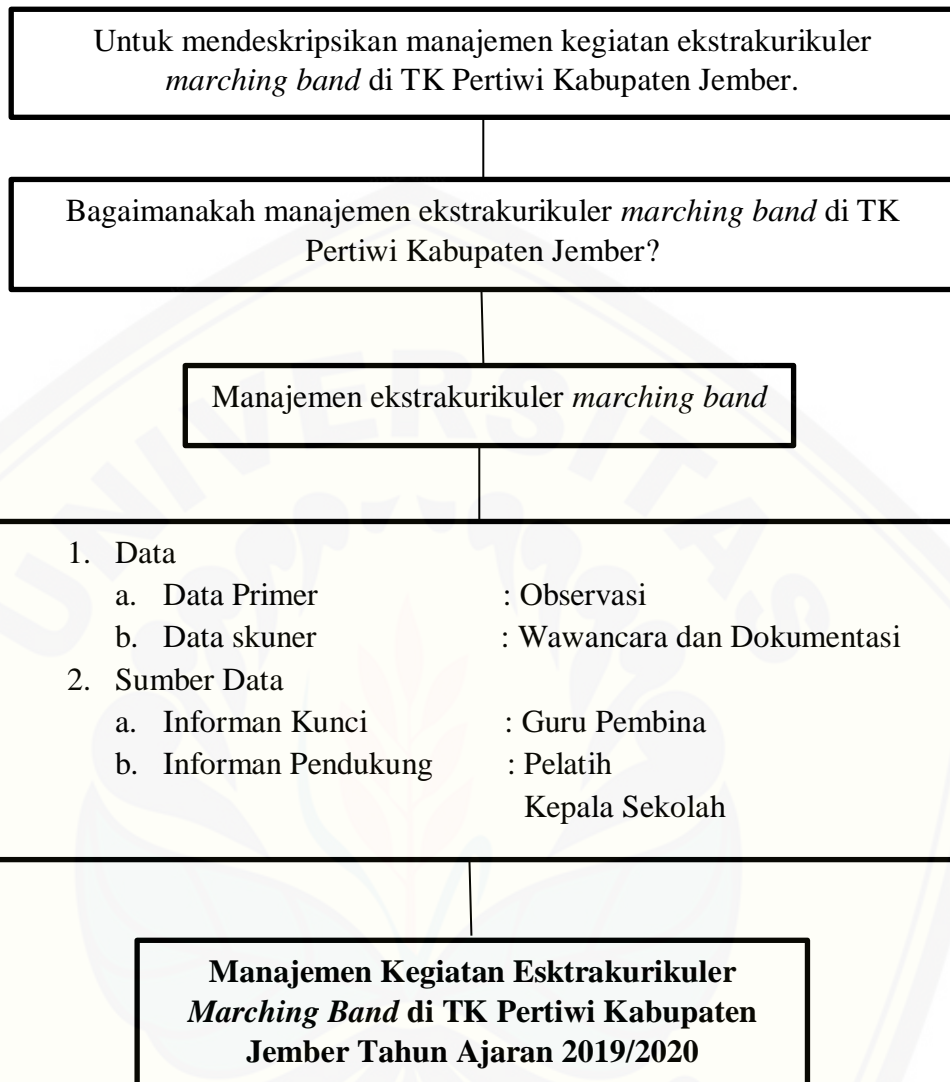 Untuk mendeskripsikan manajemen kegiatan ekstrakurikuler
marching band di TK Pertiwi Kabupaten Jember.
Bagaimanakah manajemen ekstrakurikuler marching band di TK
Pertiwi Kabupaten Jember?
Manajemen ekstrakurikuler marching band
1. Data
a. Data Primer : Observasi
b. Data skuner : Wawancara dan Dokumentasi
2. Sumber Data
a. Informan Kunci : Guru Pembina
b. Informan Pendukung : Pelatih
Kepala Sekolah
Manajemen Kegiatan Esktrakurikuler
Marching Band di TK Pertiwi Kabupaten
Jember Tahun Ajaran 2019/2020
UNIVERSITAS